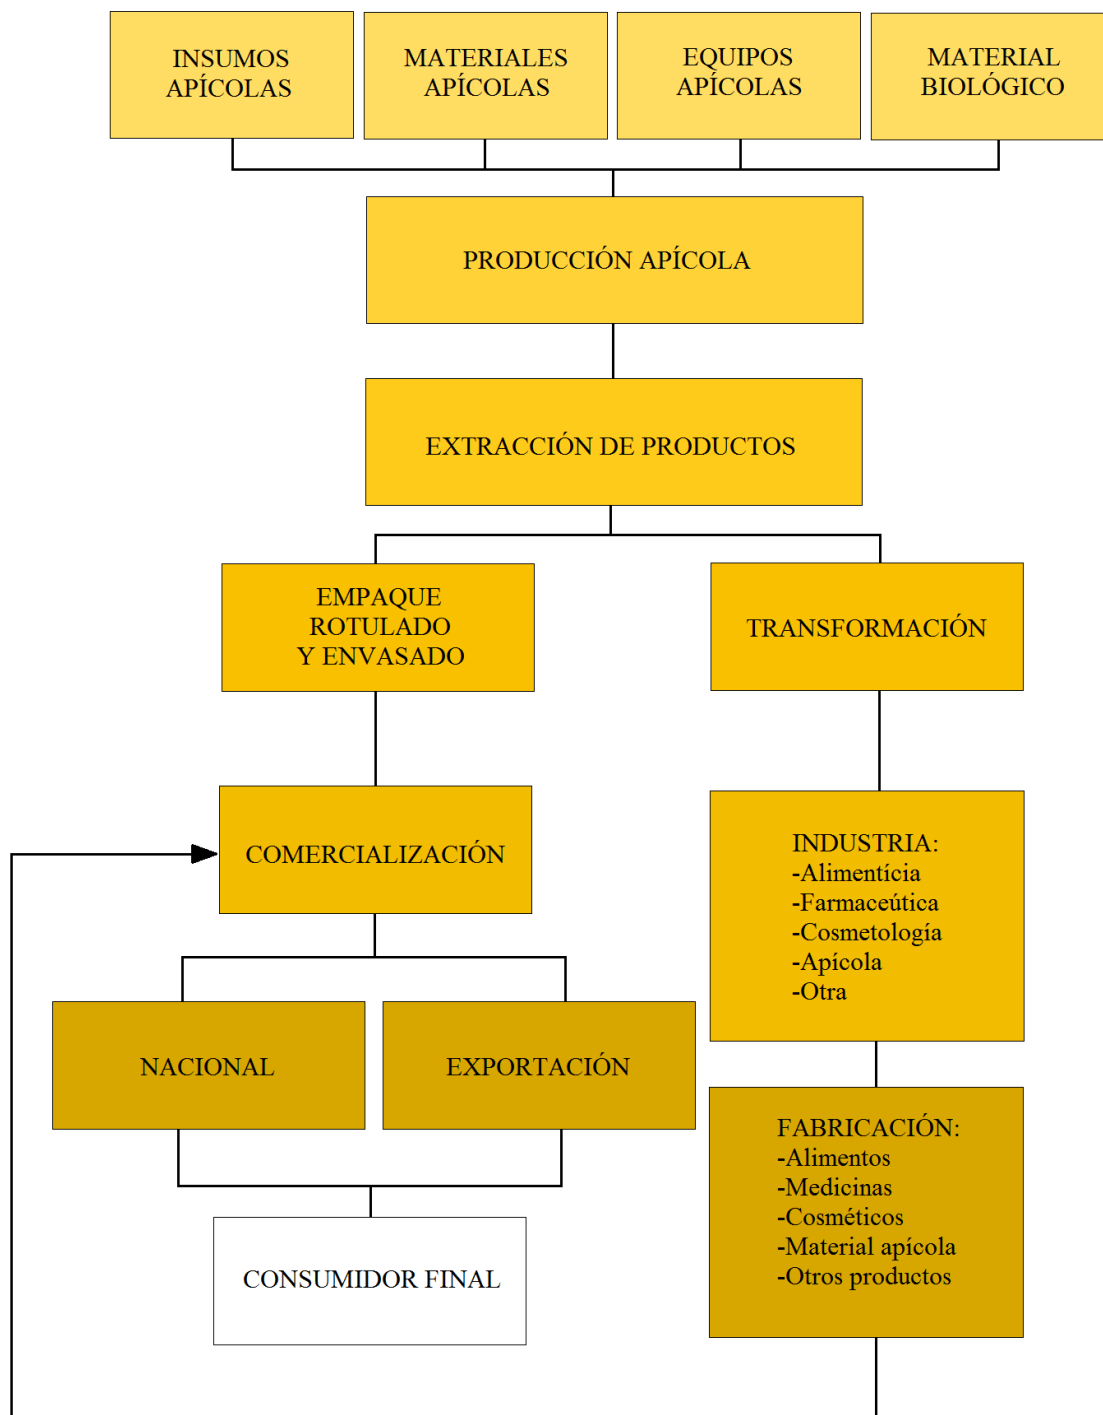 INSUMOS
APÍCOLAS
MATERIALES
APÍCOLAS
EQUIPOS
APÍCOLAS
MATERIAL
BIOLÓGICO
PRODUCCIÓN APÍCOLA
EXTRACCIÓN DE PRODUCTOS
EMPAQUE
ROTULADO
Y ENVASADO
TRANSFORMACIÓN
COMERCIALIZACIÓN
INDUSTRIA:
-Alimentícia
-Farmaceútica
-Cosmetología
-Apícola
-Otra
NACIONAL
EXPORTACIÓN
FABRICACIÓN:
-Alimentos
-Medicinas
-Cosméticos
-Material apícola
-Otros productos
CONSUMIDOR FINAL